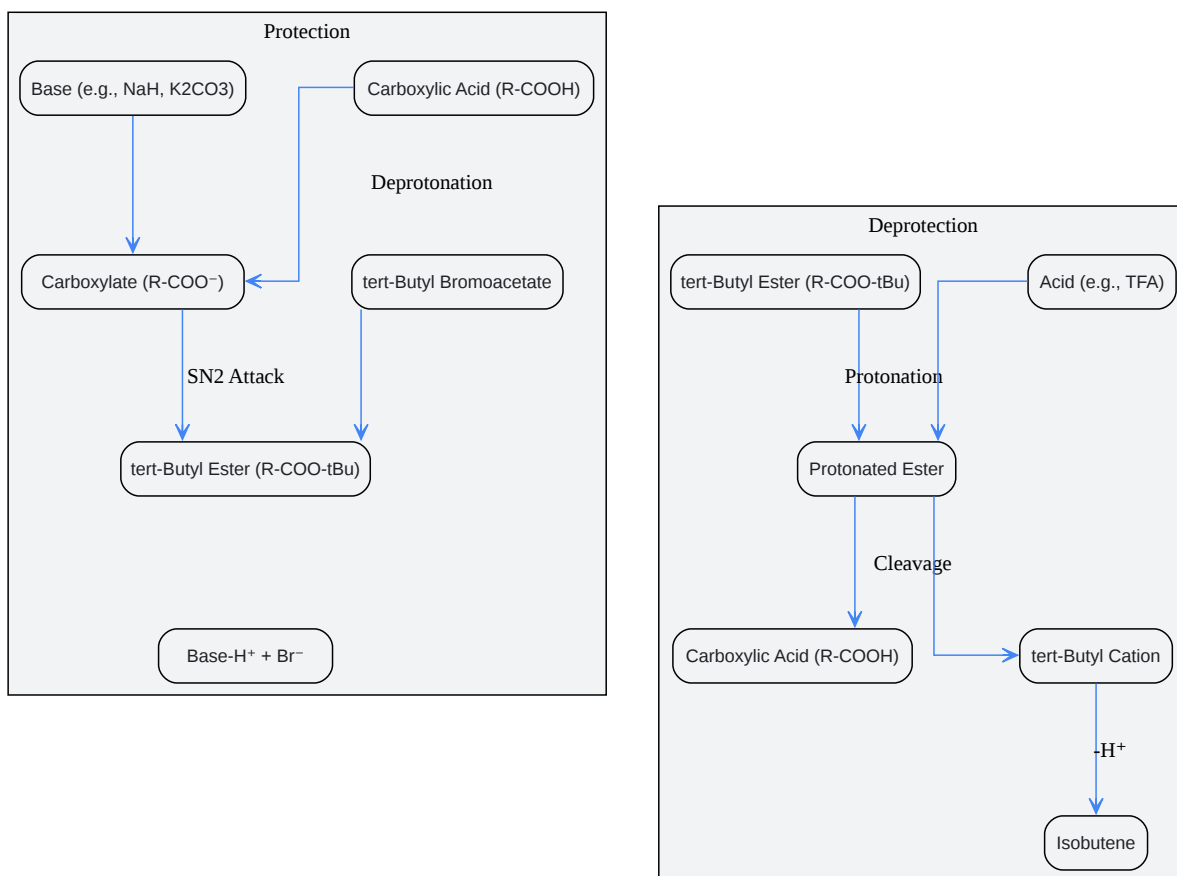 Protection
Base (e.g., NaH, K2CO3)
Carboxylic Acid (R-COOH)
Deprotonation
Carboxylate (R-COO⁻)
tert-Butyl Bromoacetate
SN2 Attack
tert-Butyl Ester (R-COO-tBu)
Base-H⁺ + Br⁻
Deprotection
tert-Butyl Ester (R-COO-tBu)
Acid (e.g., TFA)
Protonation
Protonated Ester
Cleavage
Carboxylic Acid (R-COOH)
tert-Butyl Cation
-H⁺
Isobutene